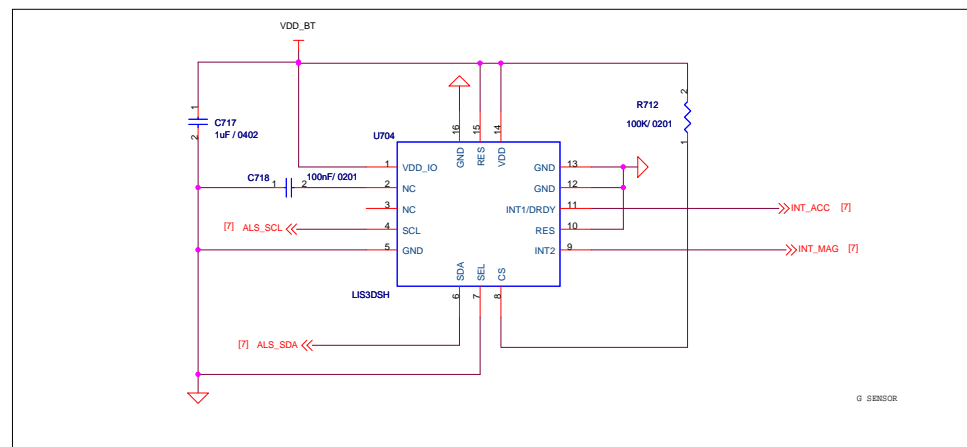 VDD_BT
1
C717
1uF / 0402
2
2
R712
100K/ 0201
1
U704
16
15
14
GND
RES
VDD
1
VDD_IO
GND
13
C718
1
2
100nF/ 0201
2
NC
GND
12
3
NC
INT1/DRDY
11
INT_ACC [7]
[7] ALS_SCL
4
SCL
RES
10
5
GND
INT2
9
INT_MAG [7]
SDA
SEL
CS
LIS3DSH
6
7
8
[7] ALS_SDA
G SENSOR